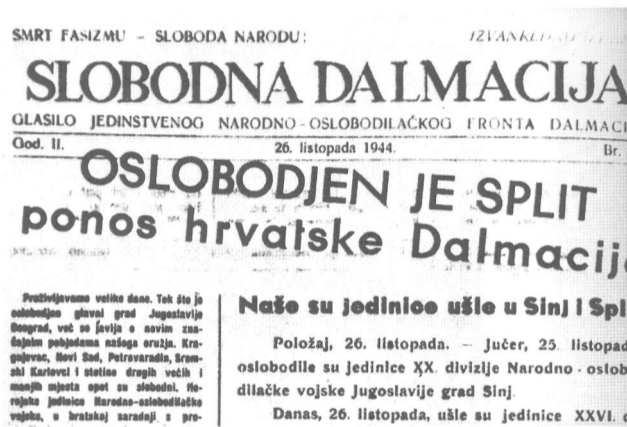 SMRT FAŠIZMU - SLOBODA NARODU!
SLOBODNA DALMACIJA
GLASILO JEDINSTVENOG NARODNO-OSLOBODILAČKOG FRONTA DALMACI
God. II.
26. listopada 1944.
Br.
OSLOBODJEN JE SPLIT
ponos hrvatske Dalmacij
Proživljavamo velike dane. Tek što je
oslobodjen glavni grad Jugoslavije
Beograd, već se javlja o novim zna-
čajnim pobjedama našega oružja. Kra-
gujevac, Novi Sad, Petrovaradin, Srem-
ski Karlovci i stotine drugih većih i
manjih mjesta opet su slobodni. He-
rojske jedinice Narodno-oslobodilačke
vojske, u bratskoj saradnji s
Naše su jedinice ušle u Sinj i Spl
Položaj, 26. listopada. — Jučer, 25. listopad
oslobodile su jedinice XX. divizije Narodno-oslob
dilačke vojske Jugoslavije grad Sinj.
Danas, 26. listopada, ušle su jedinice XXVI. d